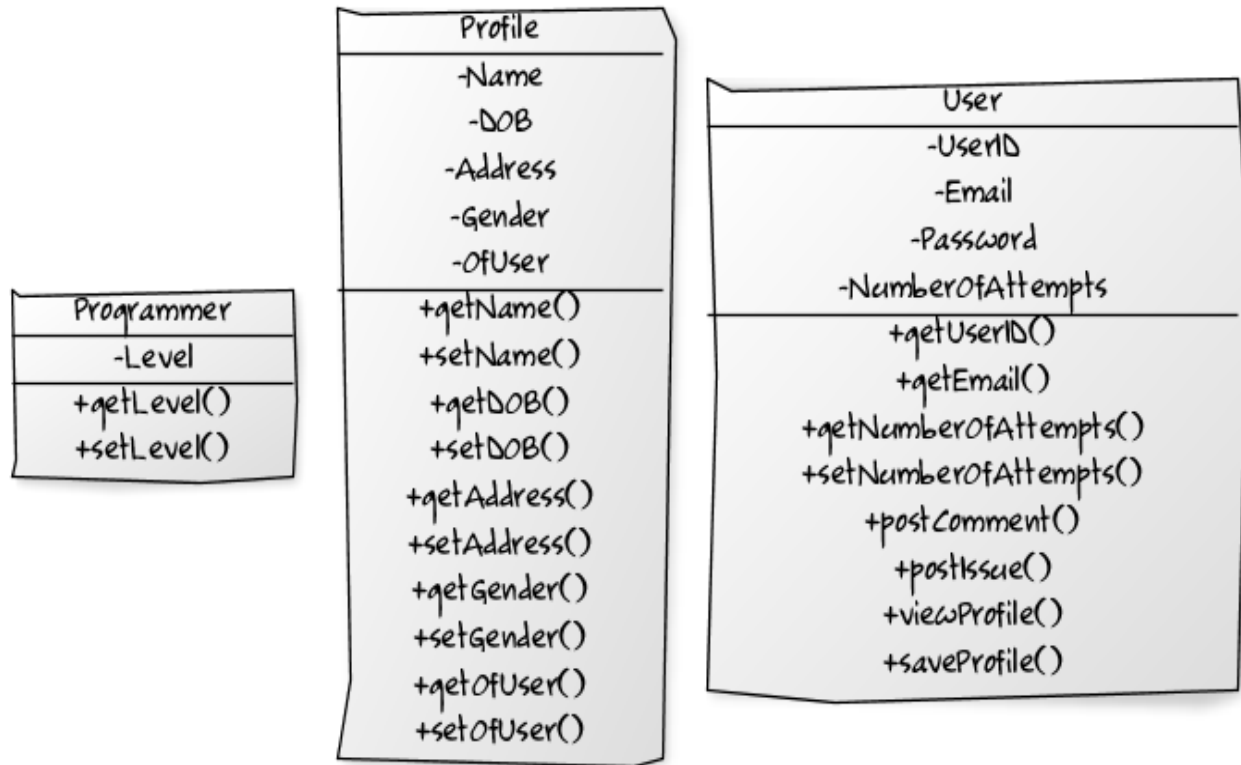 Programmer
-Level
+getLevel()
+setLevel()
Profile
-Name
-DOB
-Address
-Gender
-OfUser
+getName()
+setName()
+getDOB()
+setDOB()
+getAddress()
+setAddress()
+getGender()
+setGender()
+getOfUser()
+setOfUser()
User
-UserID
-Email
-Password
-NumberOfAttempts
+getUserID()
+getEmail()
+getNumberOfAttempts()
+setNumberOfAttempts()
+postComment()
+postIssue()
+viewProfile()
+saveProfile()